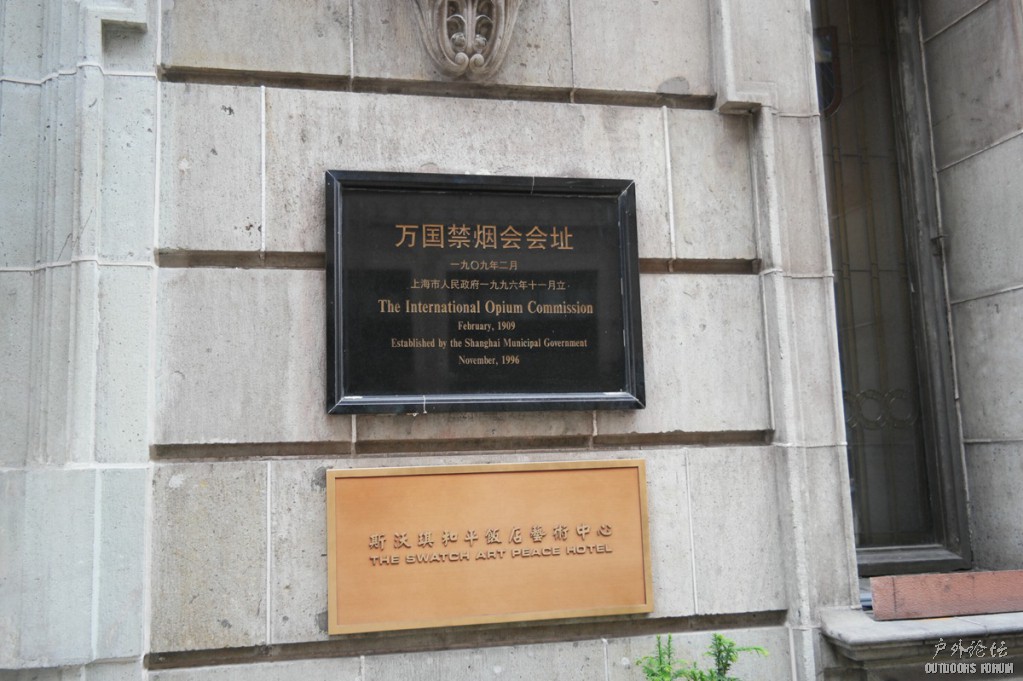 万国禁烟会会址
一九〇九年二月
上海市人民政府一九九六年十一月立
The International Opium Commission
February, 1909
Established by the Shanghai Municipal Government
November, 1996
斯沃琪和平饭店藝術中心
THE SWATCH ART PEACE HOTEL
户外论坛
OUTDOORS FORUM